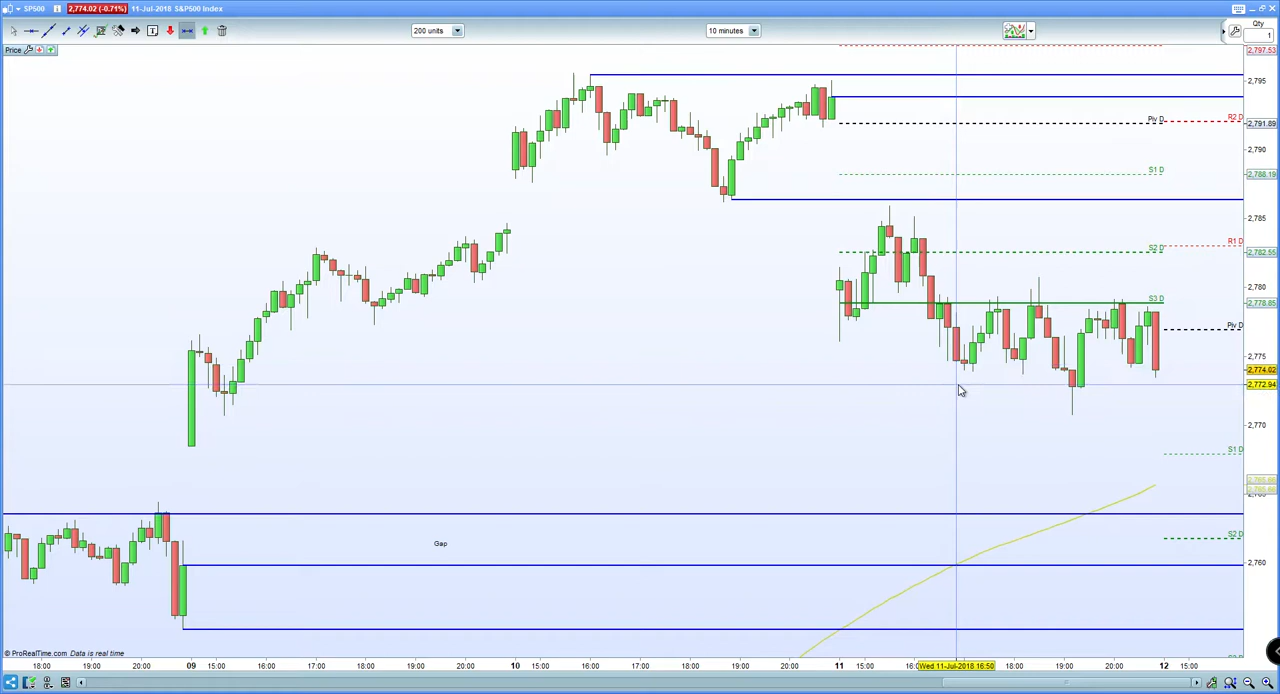 SP500 2,774.02 (-0.71%) 11-Jul-2018 S&P500 Index
200 units 10 minutes Qty
1
Price
2,797.53
2,795
Piv D R2 D 2,791.89
2,790
S1 D 2,788.19
2,785
R1 D
S2 D 2,782.55
2,780
S3 D 2,778.85
Piv D
2,775
2,774.02
2,772.94
2,770
S1 D
S2 D
Gap
2,760
© ProRealTime.com Data is real time
18:00 19:00 20:00 09 15:00 16:00 17:00 18:00 19:00 20:00 10 15:00 16:00 17:00 18:00 19:00 20:00 11 15:00 Wed 11-Jul-2018 16:50 18:00 19:00 20:00 12 15:00